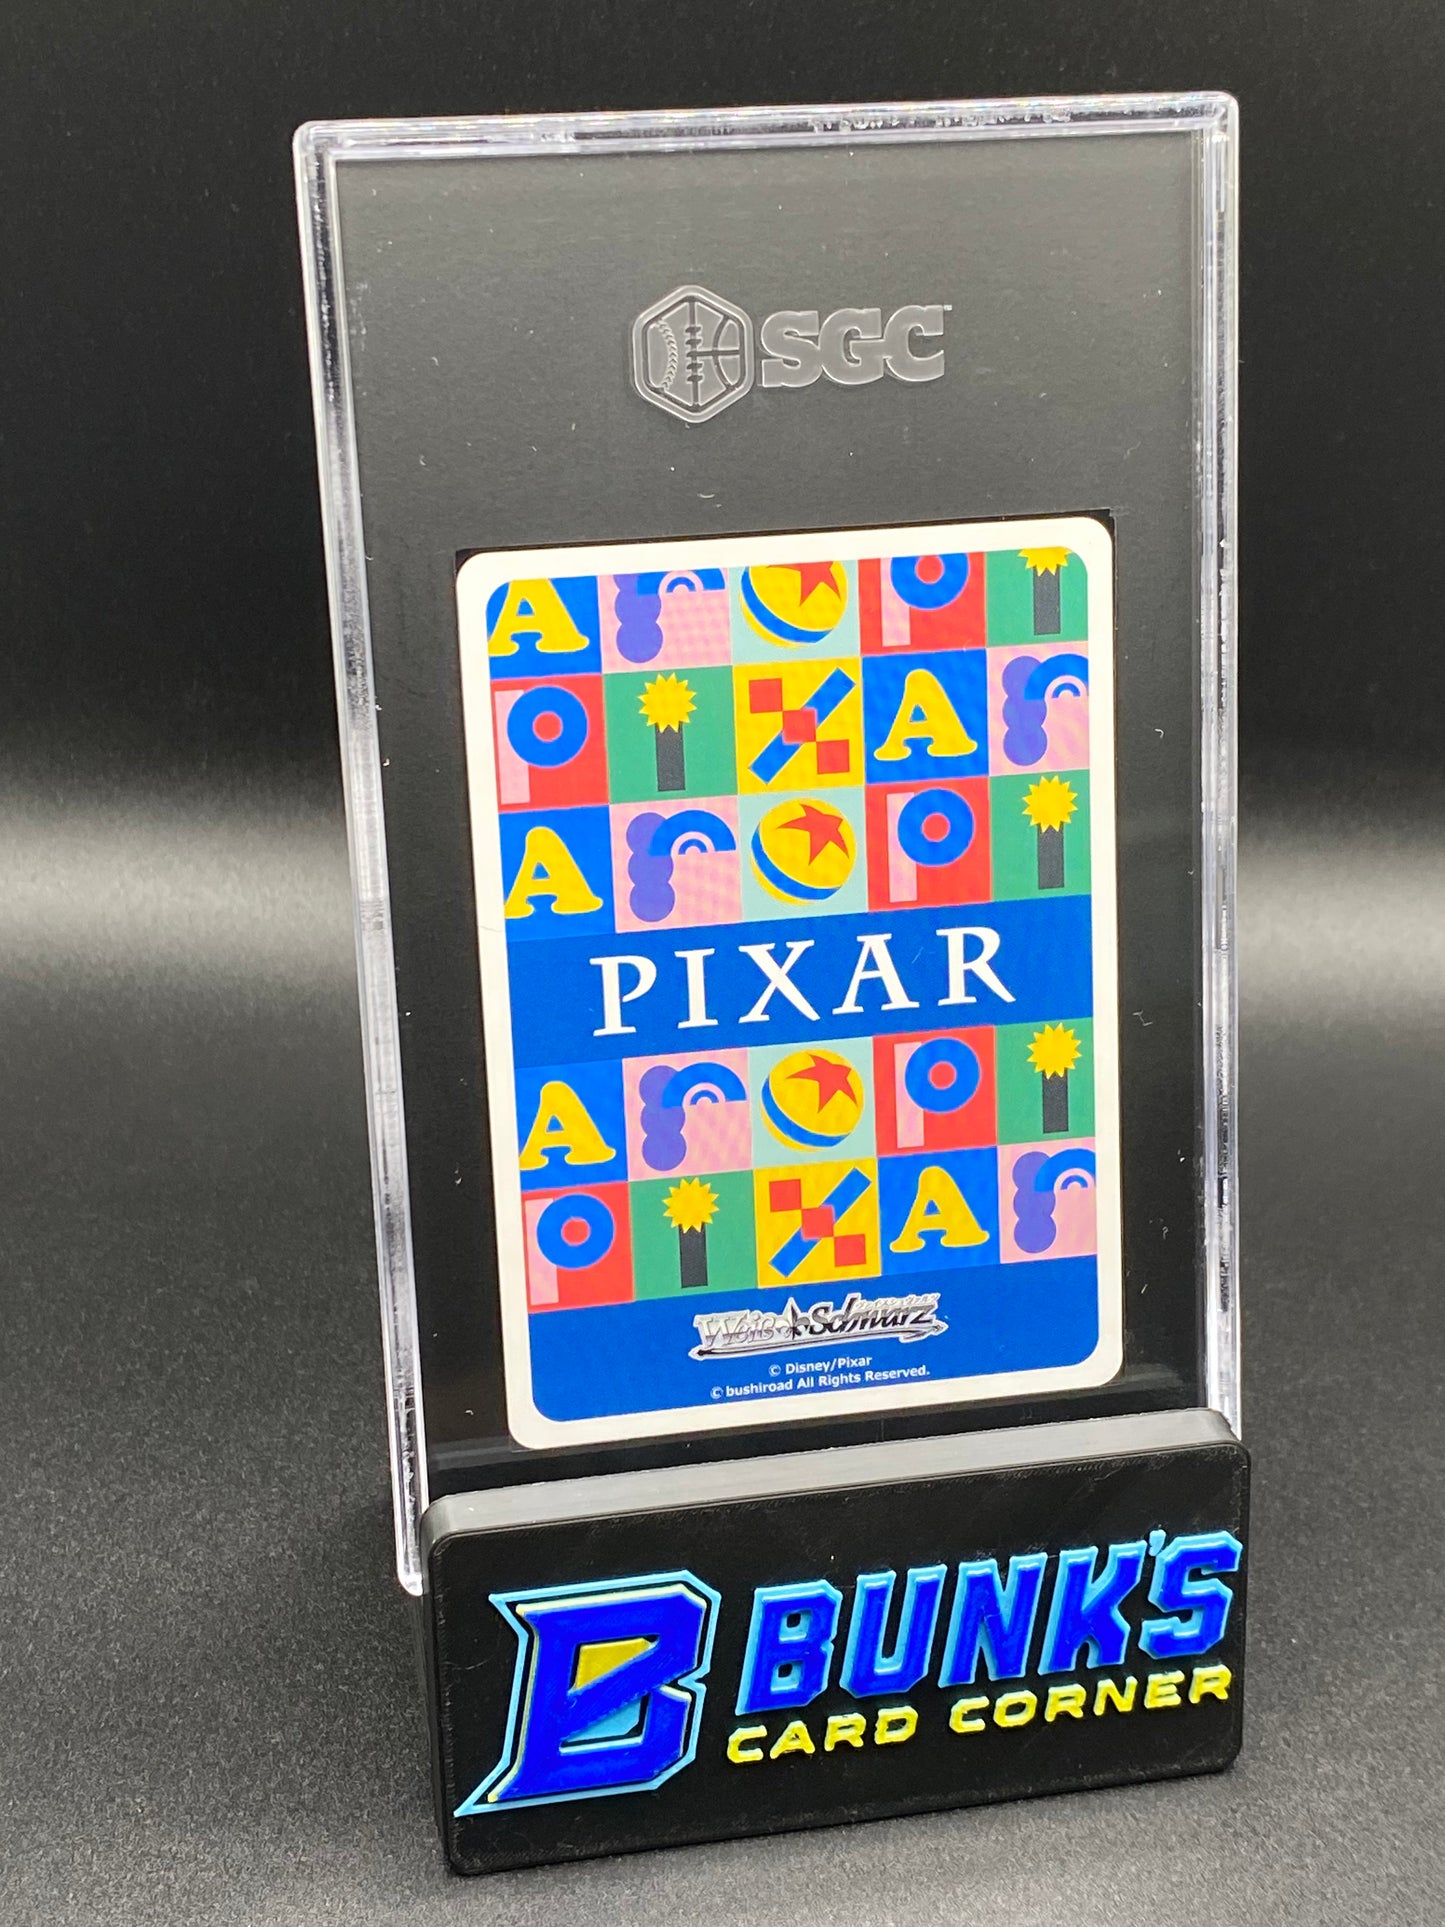 SGC
A r P i
P i X A r
A r P i
PIXAR
A r P i
P i X A r
Weiß Schwarz
© Disney/Pixar
© bushiroad All Rights Reserved.
B BUNK'S
CARD CORNER